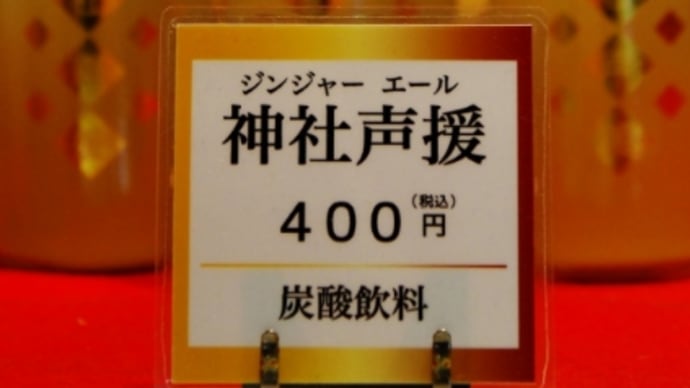 ジンジャー エール
神社声援
400円(税込)
炭酸飲料